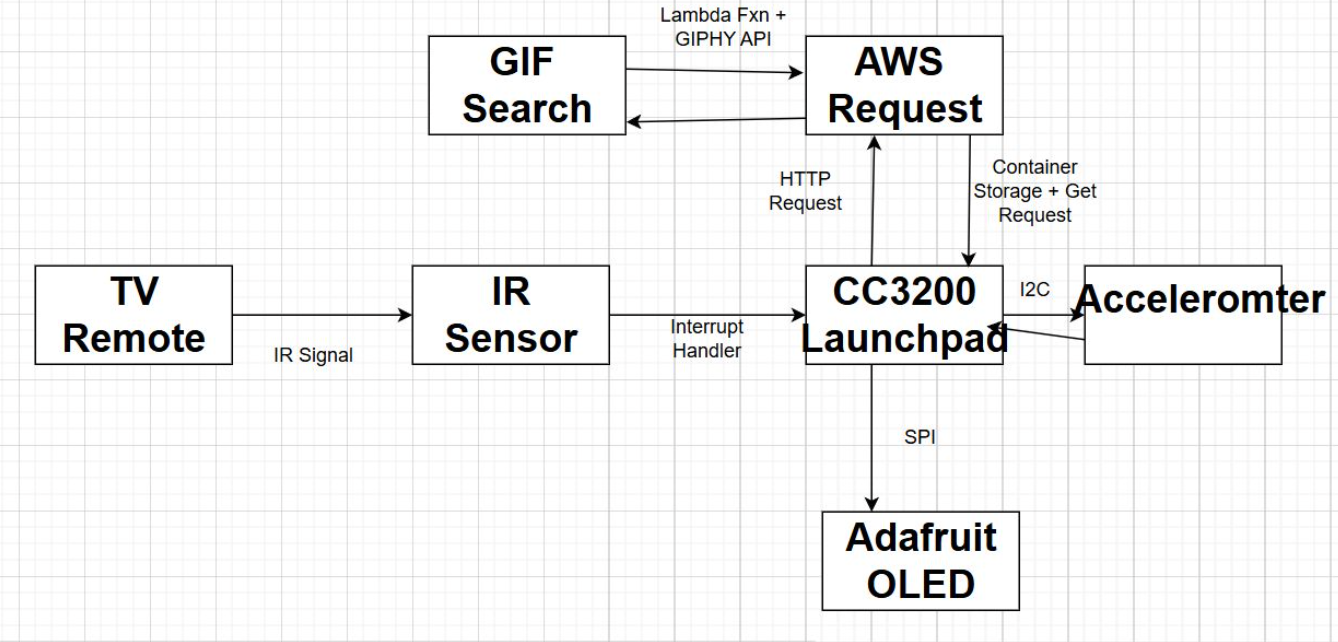 Lambda Fxn +
GIPHY API
GIF
Search
AWS
Request
HTTP
Request
Container
Storage + Get
Request
TV
Remote
IR Signal
IR
Sensor
Interrupt
Handler
CC3200
Launchpad
I2C
Acceleromter
SPI
Adafruit
OLED